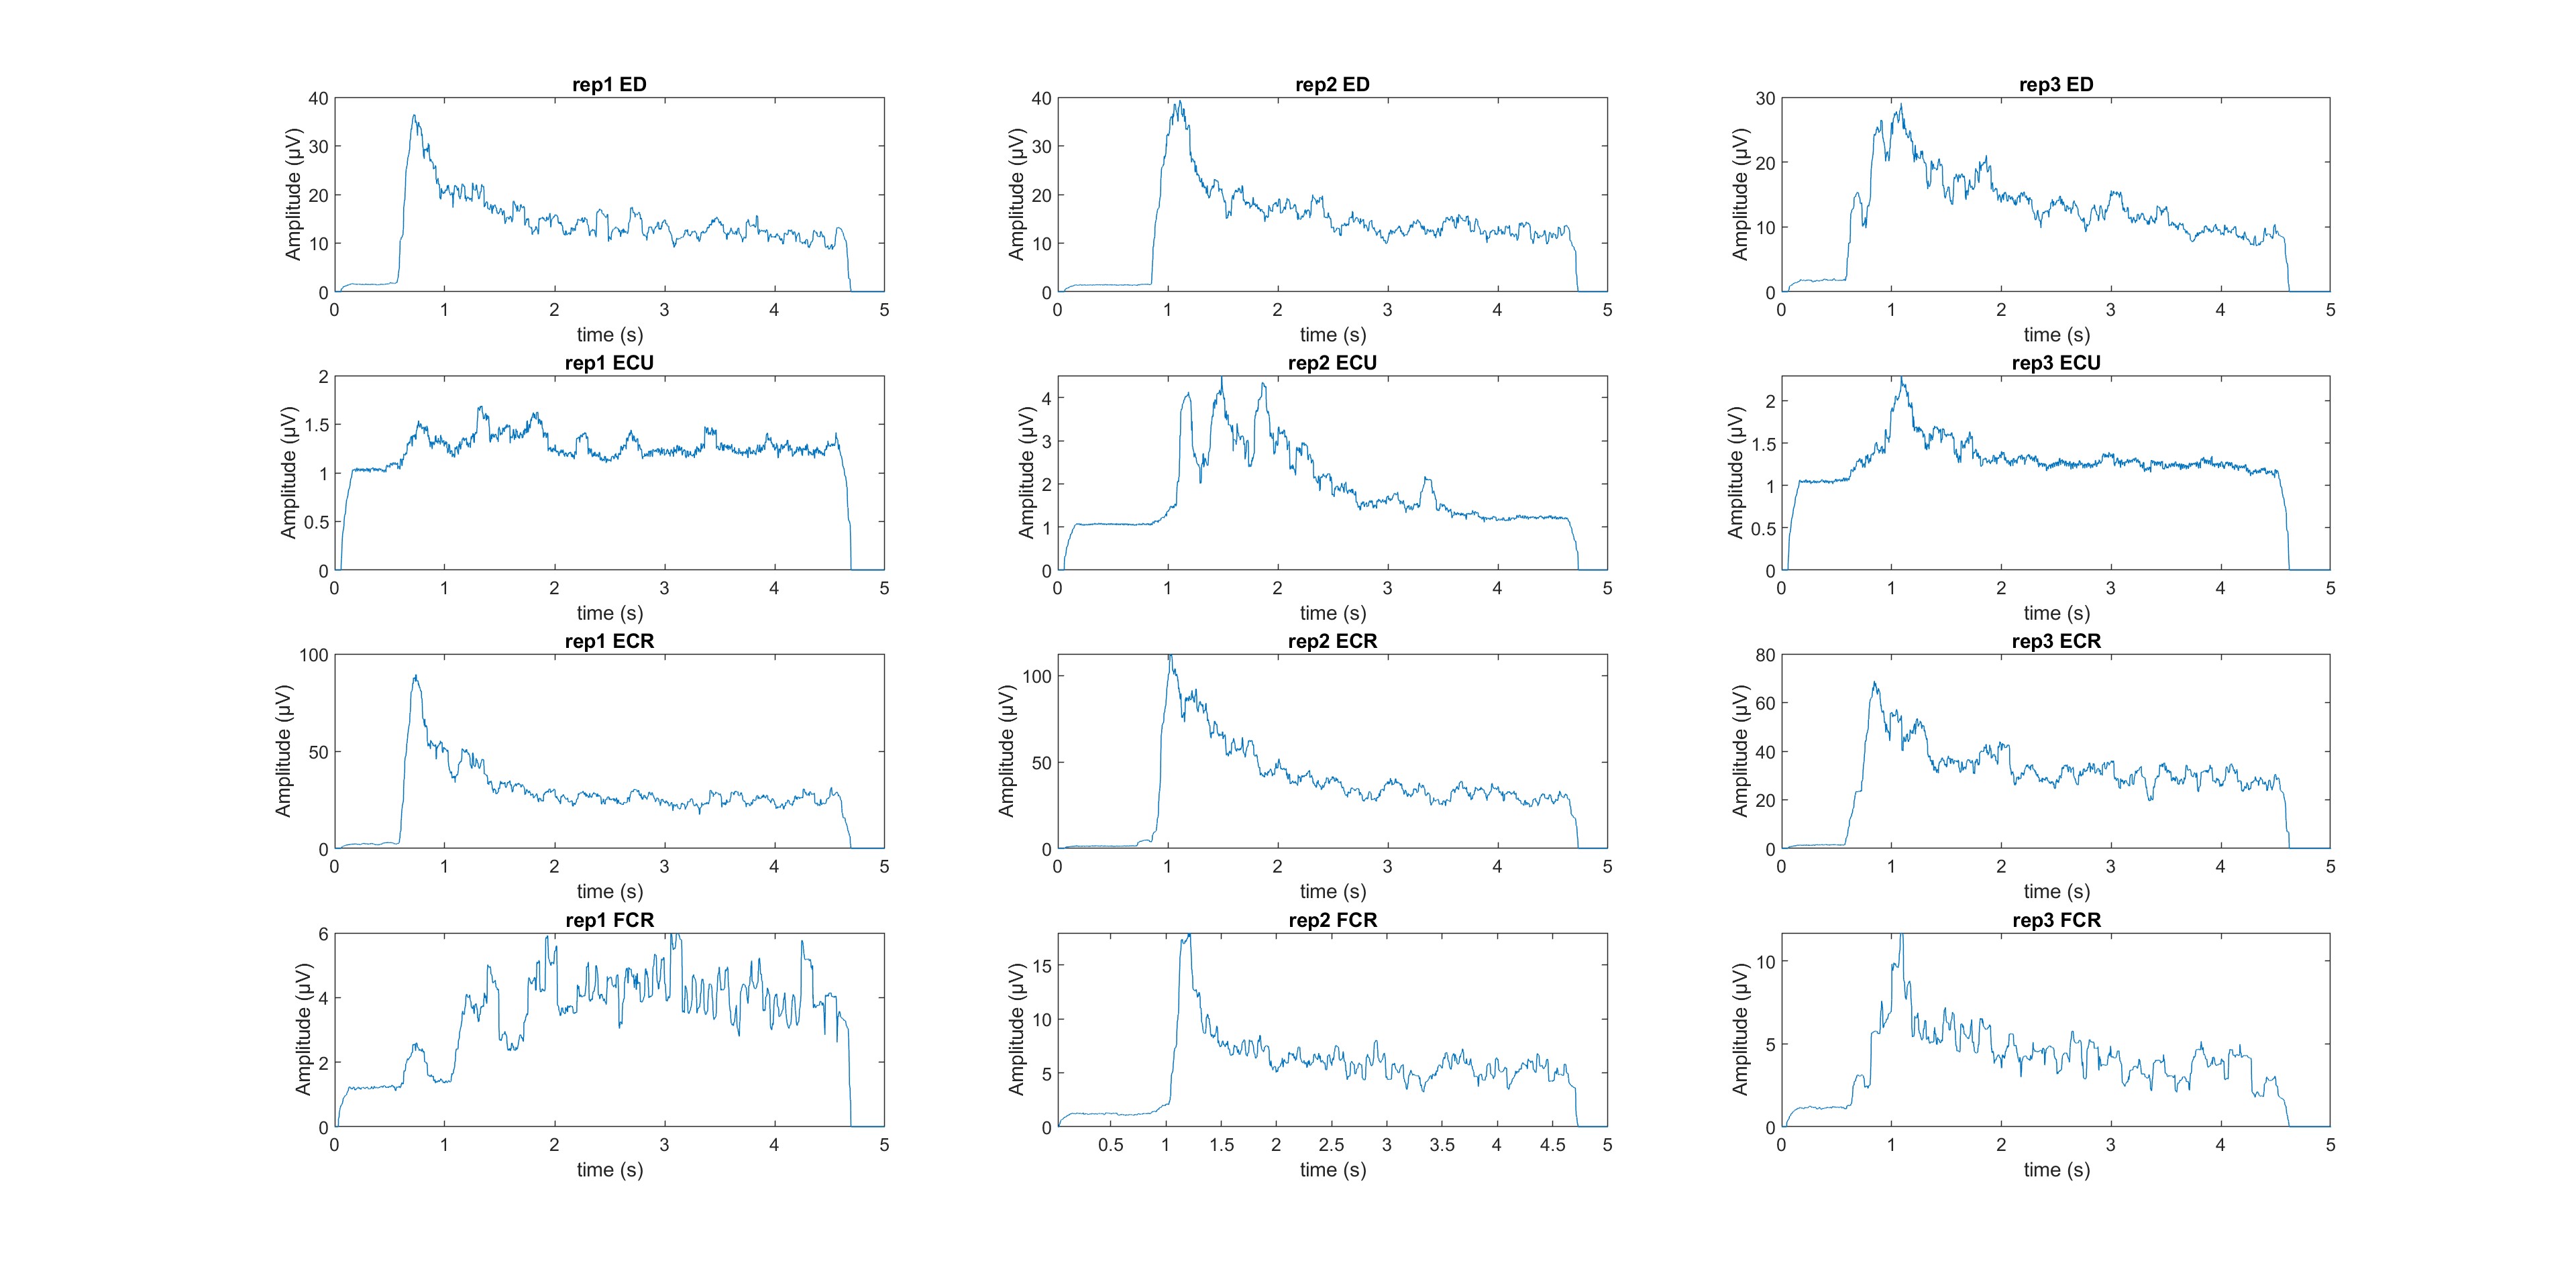 rep1 ED
rep2 ED
rep3 ED
Amplitude (µV)
40
30
20
10
0
0 1 2 3 4 5
time (s)
Amplitude (µV)
40
30
20
10
0
0 1 2 3 4 5
time (s)
Amplitude (µV)
30
20
10
0
0 1 2 3 4 5
time (s)
rep1 ECU
rep2 ECU
rep3 ECU
Amplitude (µV)
2
1.5
1
0.5
0
0 1 2 3 4 5
time (s)
Amplitude (µV)
4
3
2
1
0
0 1 2 3 4 5
time (s)
Amplitude (µV)
2
1.5
1
0.5
0
0 1 2 3 4 5
time (s)
rep1 ECR
rep2 ECR
rep3 ECR
Amplitude (µV)
100
50
0
0 1 2 3 4 5
time (s)
Amplitude (µV)
100
50
0
0 1 2 3 4 5
time (s)
Amplitude (µV)
80
60
40
20
0
0 1 2 3 4 5
time (s)
rep1 FCR
rep2 FCR
rep3 FCR
Amplitude (µV)
6
4
2
0
0 1 2 3 4 5
time (s)
Amplitude (µV)
15
10
5
0
0.5 1 1.5 2 2.5 3 3.5 4 4.5 5
time (s)
Amplitude (µV)
10
5
0
0 1 2 3 4 5
time (s)